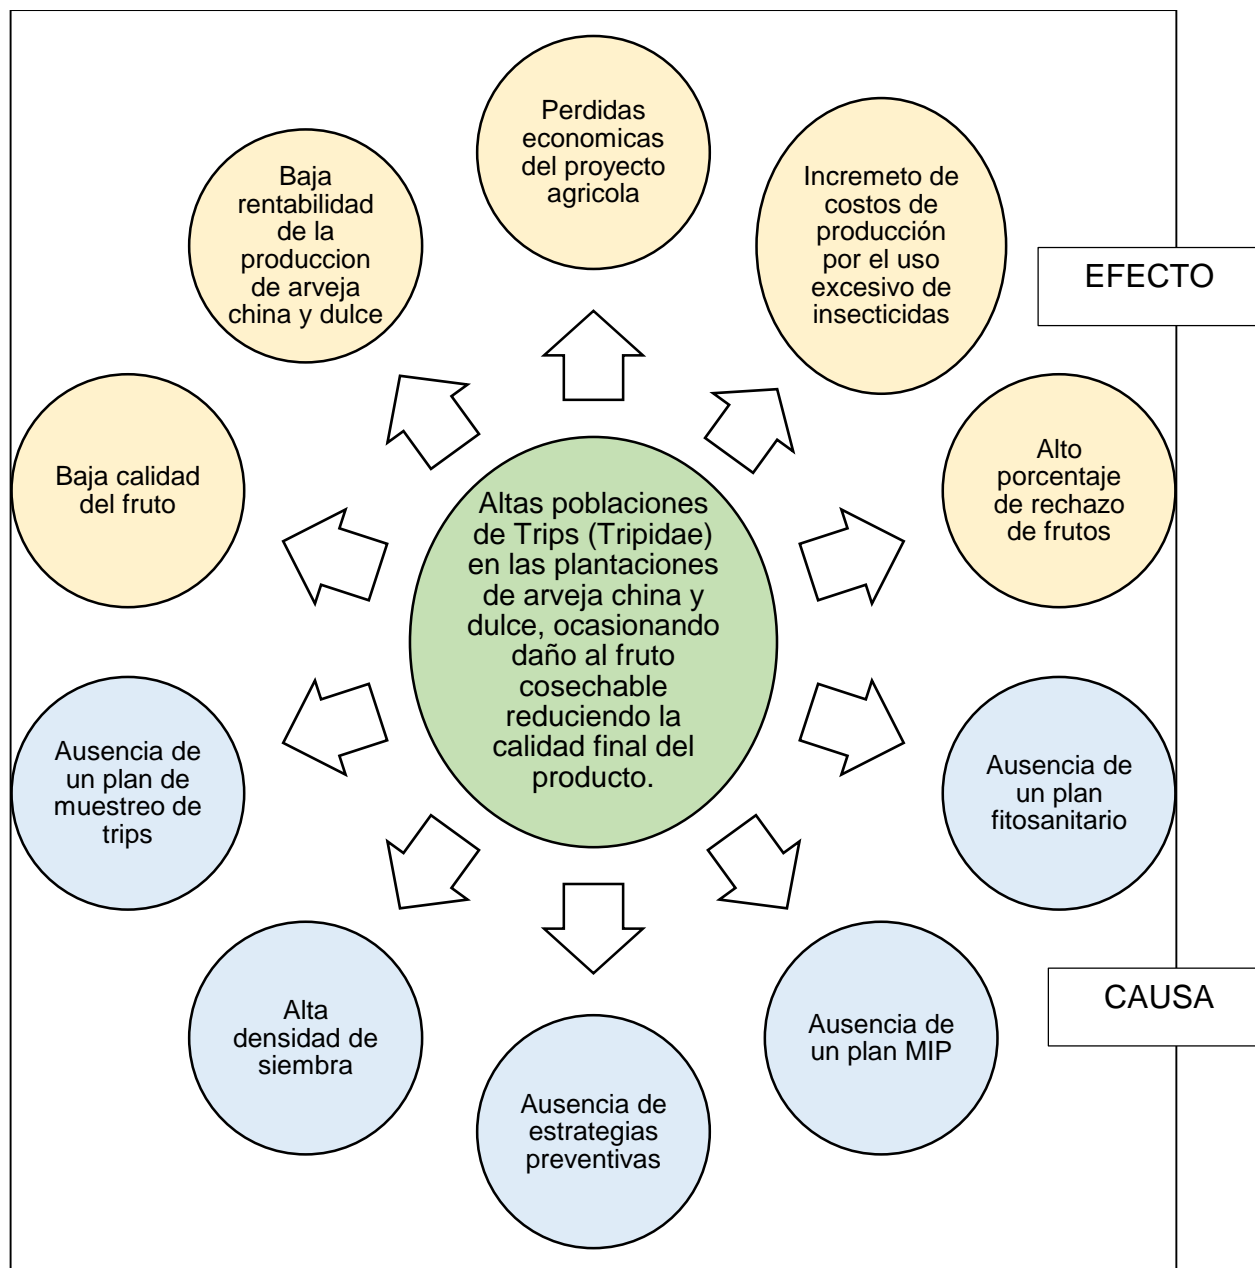 Perdidas
economicas
del proyecto
agricola
Incremeto de
costos de
producción
por el uso
excesivo de
insecticidas
Baja
rentabilidad
de la
produccion
de arveja
china y dulce
EFECTO
Alto
porcentaje
de rechazo
de frutos
Baja calidad
del fruto
Altas poblaciones
de Trips (Tripidae)
en las plantaciones
de arveja china y
dulce, ocasionando
daño al fruto
cosechable
reduciendo la
calidad final del
producto.
Ausencia de
un plan de
muestreo de
trips
Ausencia de
un plan
fitosanitario
Alta
densidad de
siembra
Ausencia de
un plan MIP
CAUSA
Ausencia de
estrategias
preventivas